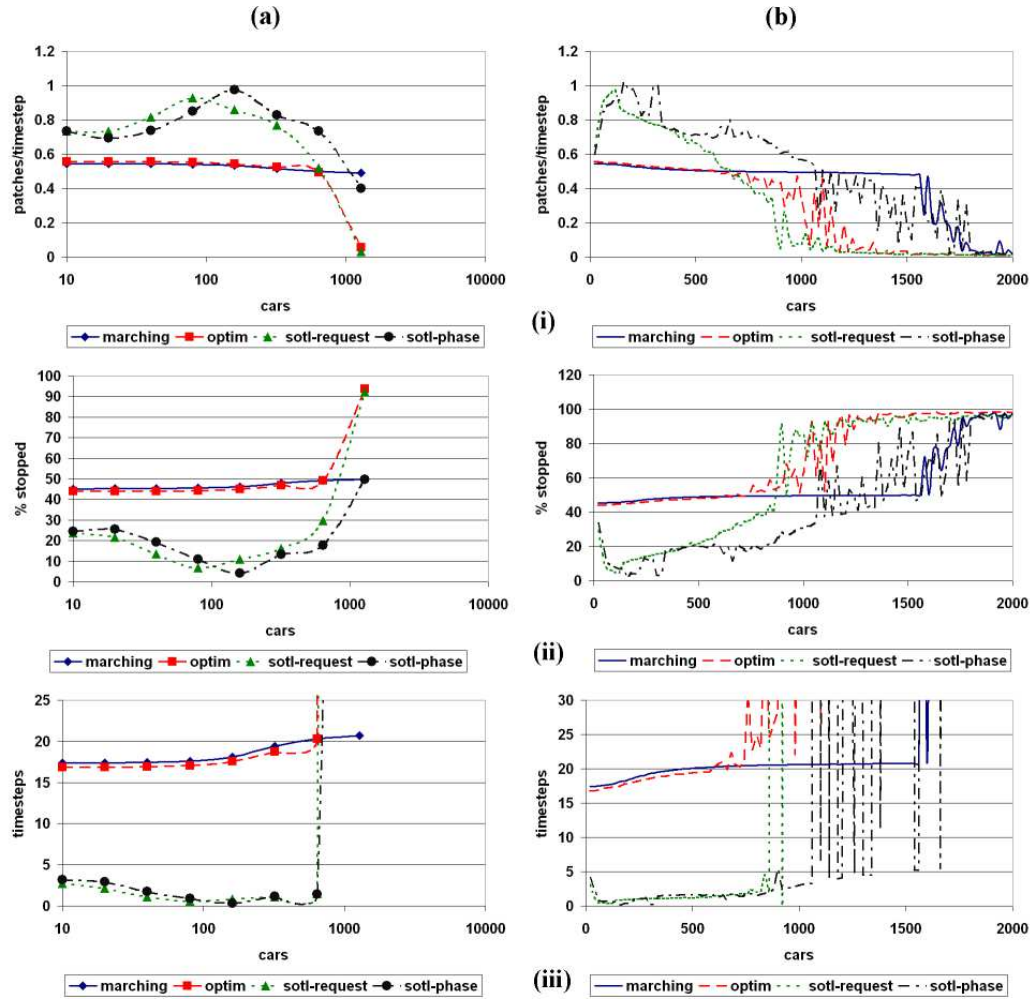 (a)
(b)
patches/timestep
1.2
1
0.8
0.6
0.4
0.2
0
10 100 1000 10000
cars
marching optim sotl-request sotl-phase
patches/timestep
1.2
1
0.8
0.6
0.4
0.2
0
0 500 1000 1500 2000
cars
marching optim sotl-request sotl-phase
(i)
% stopped
100
90
80
70
60
50
40
30
20
10
0
10 100 1000 10000
cars
marching optim sotl-request sotl-phase
% stopped
120
100
80
60
40
20
0
0 500 1000 1500 2000
cars
marching optim sotl-request sotl-phase
(ii)
timesteps
25
20
15
10
5
0
10 100 1000 10000
cars
marching optim sotl-request sotl-phase
timesteps
30
25
20
15
10
5
0
0 500 1000 1500 2000
cars
marching optim sotl-request sotl-phase
(iii)